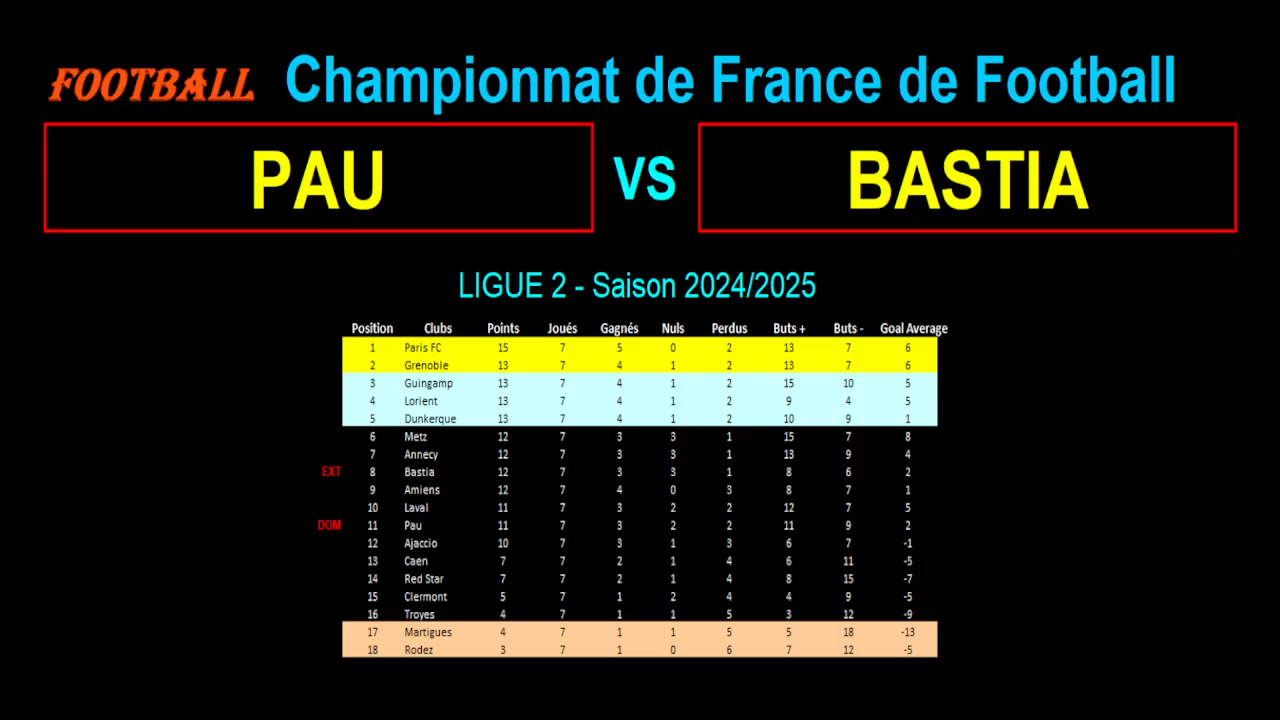 FOOTBALL Championnat de France de Football
PAU VS BASTIA
LIGUE 2 - Saison 2024/2025
Position Clubs Points Joués Gagnés Nuls Perdus Buts + Buts - Goal Average
1 Paris FC 15 7 5 0 2 13 7 6
2 Grenoble 13 7 4 1 2 13 7 6
3 Guingamp 13 7 4 1 2 15 10 5
4 Lorient 13 7 4 1 2 9 4 5
5 Dunkerque 13 7 4 1 2 10 9 1
6 Metz 12 7 3 3 1 15 7 8
7 Annecy 12 7 3 3 1 13 9 4
EXT 8 Bastia 12 7 3 3 1 8 6 2
9 Amiens 12 7 4 0 3 8 7 1
10 Laval 11 7 3 2 2 12 7 5
DOM 11 Pau 11 7 3 2 2 11 9 2
12 Ajaccio 10 7 3 1 3 6 7 -1
13 Caen 7 7 2 1 4 6 11 -5
14 Red Star 7 7 2 1 4 8 15 -7
15 Clermont 5 7 1 2 4 4 9 -5
16 Troyes 4 7 1 1 5 3 12 -9
17 Martigues 4 7 1 1 5 5 18 -13
18 Rodez 3 7 1 0 6 7 12 -5